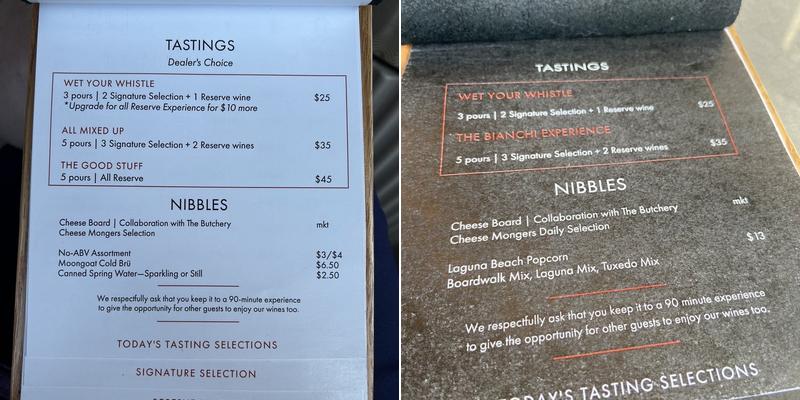 TASTINGS
Dealer's Choice
WET YOUR WHISTLE
3 pours | 2 Signature Selection + 1 Reserve wine $25
*Upgrade for all Reserve Experience for $10 more
ALL MIXED UP
5 pours | 3 Signature Selection + 2 Reserve wines $35
THE GOOD STUFF
5 pours | All Reserve $45
NIBBLES
Cheese Board | Collaboration with The Butchery mkt
Cheese Mongers Selection
No-ABV Assortment $3/$4
Moongoat Cold Brü $6.50
Canned Spring Water—Sparkling or Still $2.50
We respectfully ask that you keep it to a 90-minute experience
to give the opportunity for other guests to enjoy our wines too.
TODAY'S TASTING SELECTIONS
SIGNATURE SELECTION
TASTINGS
WET YOUR WHISTLE
3 pours | 2 Signature Selection + 1 Reserve wine $25
THE BIANCHI EXPERIENCE
5 pours | 3 Signature Selection + 2 Reserve wines $35
NIBBLES
Cheese Board | Collaboration with The Butchery mkt
Cheese Mongers Daily Selection
$13
Laguna Beach Popcorn
Boardwalk Mix, Laguna Mix, Tuxedo Mix
We respectfully ask that you keep it to a 90 minute experience
to give the opportunity for other guests to enjoy our wines too.
TODAY'S TASTING SELECTIONS